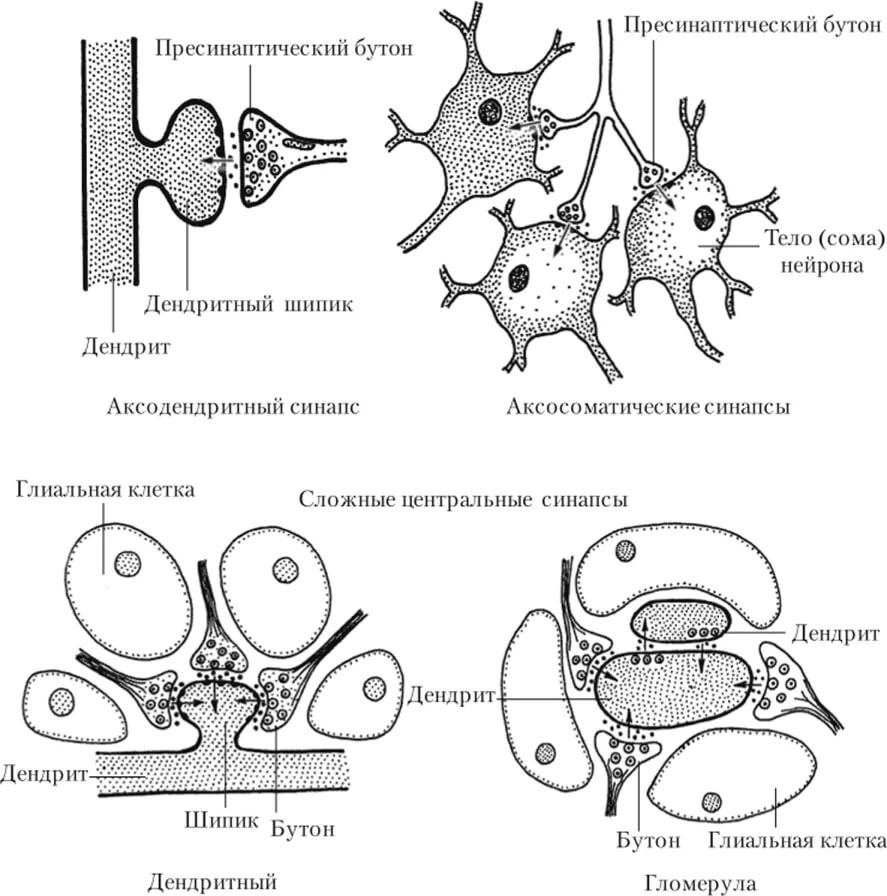 Пресинаптический бутон
Дендритный шипик
Дендрит
Аксодендритный синапс
Пресинаптический бутон
Тело (сома)
нейрона
Аксосоматические синапсы
Сложные центральные синапсы
Глиальная клетка
Дендрит
Шипик
Бутон
Дендритный
Дендрит
Дендрит
Бутон
Глиальная клетка
Гломерула